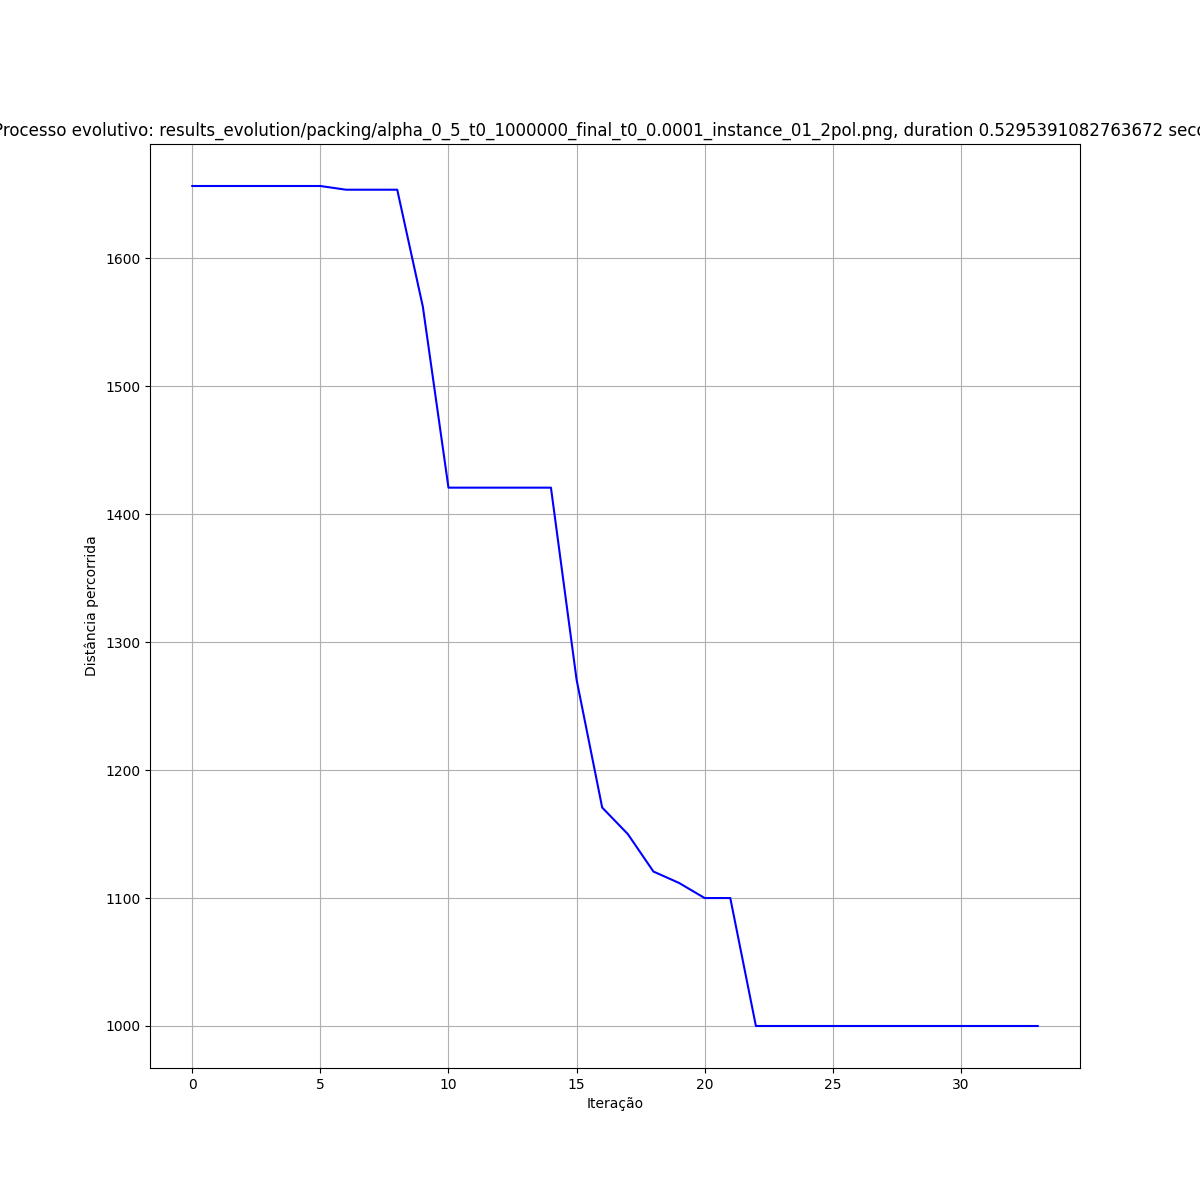 Processo evolutivo: results_evolution/packing/alpha_0_5_t0_1000000_final_t0_0.0001_instance_01_2pol.png, duration 0.5295391082763672
1600
1500
1400
1300
1200
1100
1000
Distância percorrida
0 5 10 15 20 25 30
Iteração